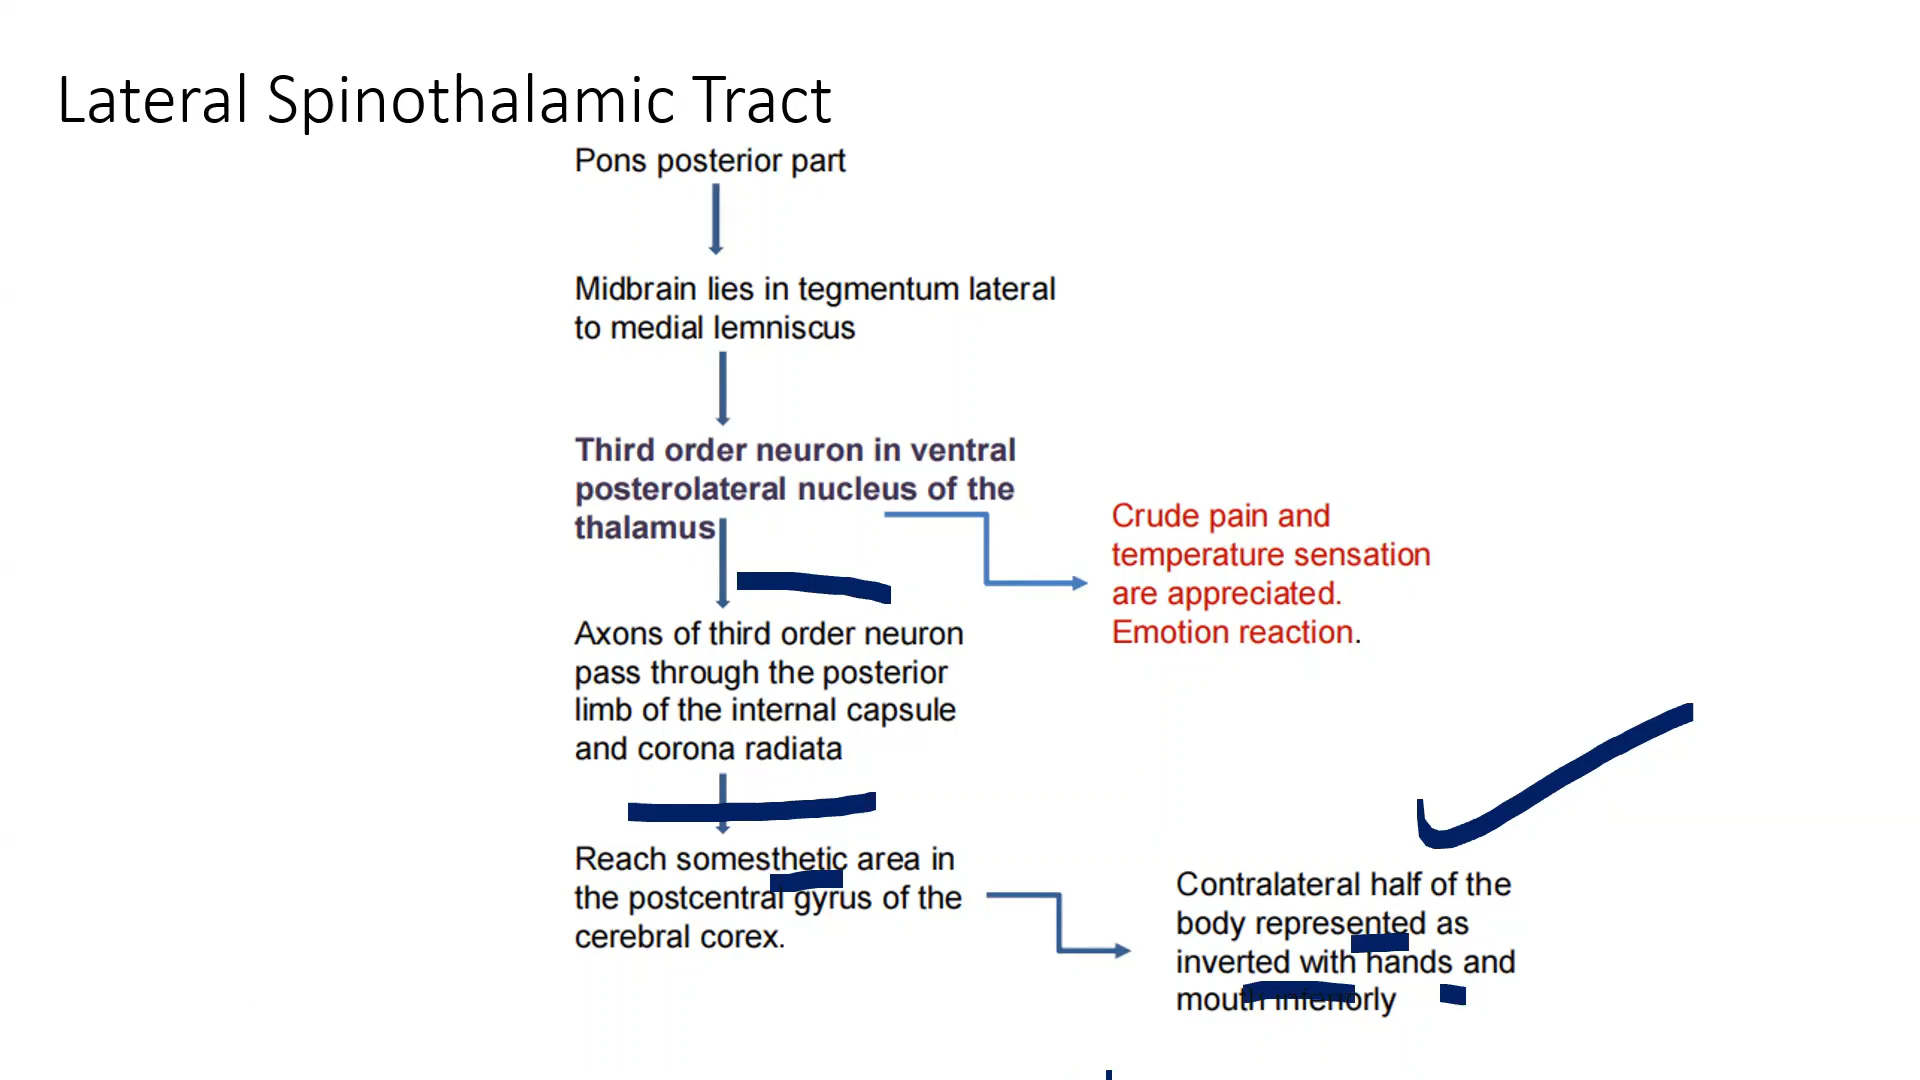 Lateral Spinothalamic Tract
Pons posterior part
Midbrain lies in tegmentum lateral
to medial lemniscus
Third order neuron in ventral
posterolateral nucleus of the
thalamus
Crude pain and
temperature sensation
are appreciated.
Emotion reaction.
Axons of third order neuron
pass through the posterior
limb of the internal capsule
and corona radiata
Reach somesthetic area in
the postcentral gyrus of the
cerebral corex.
Contralateral half of the
body represented as
inverted with hands and
mouth inferiorly